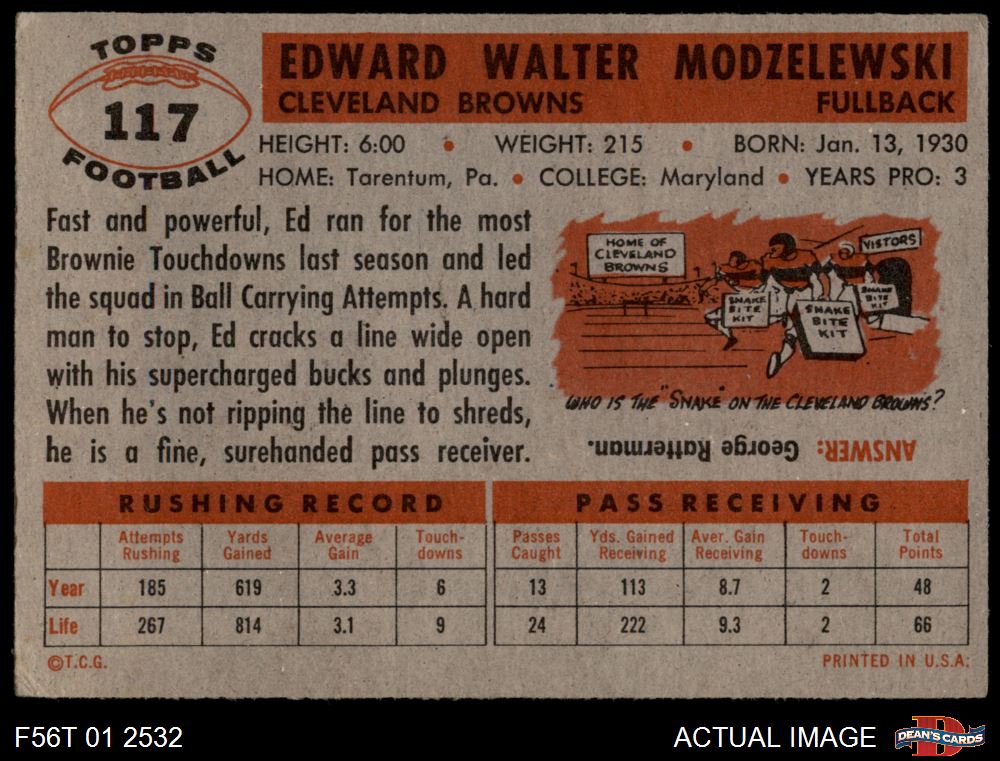 TOPPS
117
FOOTBALL
EDWARD WALTER MODZELEWSKI
CLEVELAND BROWNS FULLBACK
HEIGHT: 6:00 • WEIGHT: 215 • BORN: Jan. 13, 1930
HOME: Tarentum, Pa. • COLLEGE: Maryland • YEARS PRO: 3
Fast and powerful, Ed ran for the most
Brownie Touchdowns last season and led
the squad in Ball Carrying Attempts. A hard
man to stop, Ed cracks a line wide open
with his supercharged bucks and plunges.
When he's not ripping the line to shreds,
he is a fine, surehanded pass receiver.
HOME OF
CLEVELAND
BROWNS
VISTORS
SNAKE
BITE
KIT
SNAKE
BITE
KIT
SNAKE
BITE
KIT
WHO IS THE "SNAKE" ON THE CLEVELAND BROWNS?
ANSWER: George Ratterman.
RUSHING RECORD PASS RECEIVING
Attempts Rushing Yards Gained Average Gain Touch-downs Passes Caught Yds. Gained Receiving Aver. Gain Receiving Touch-downs Total Points
Year 185 619 3.3 6 13 113 8.7 2 48
Life 267 814 3.1 9 24 222 9.3 2 66
©T.C.G. PRINTED IN U.S.A.
F56T 01 2532 ACTUAL IMAGE DEAN'S CARDS